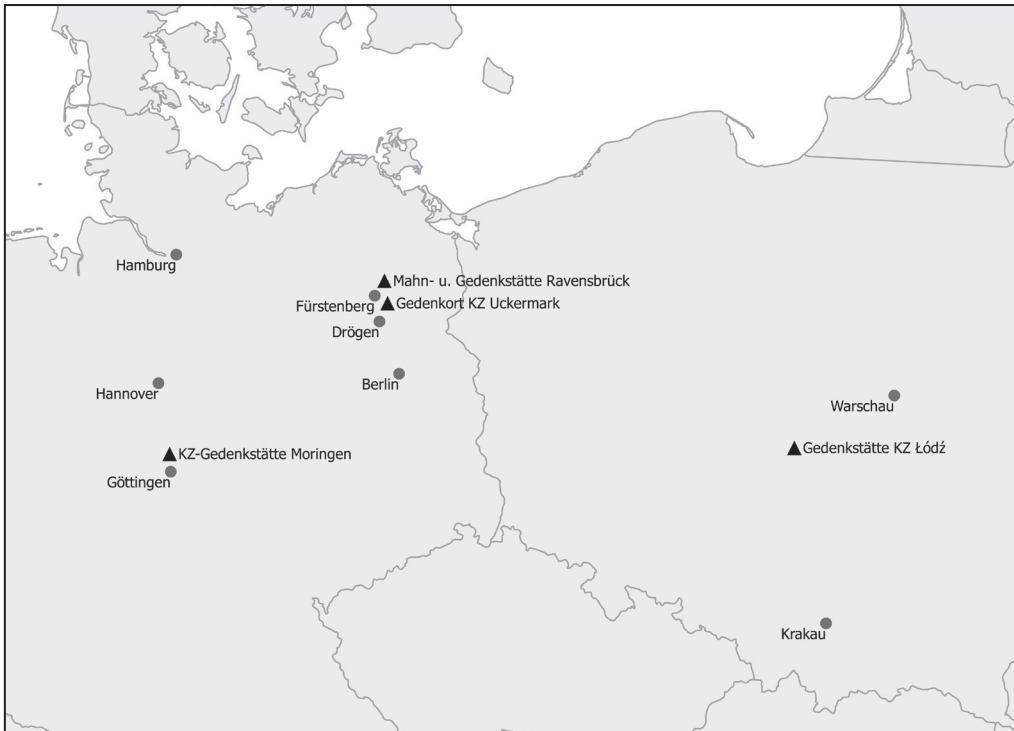 Hamburg
Mahn- u. Gedenkstätte Ravensbrück
Fürstenberg
Gedenkort KZ Uckermark
Drögen
Berlin
Hannover
Warschau
KZ-Gedenkstätte Moringen
Gedenkstätte KZ Łódź
Göttingen
Krakau